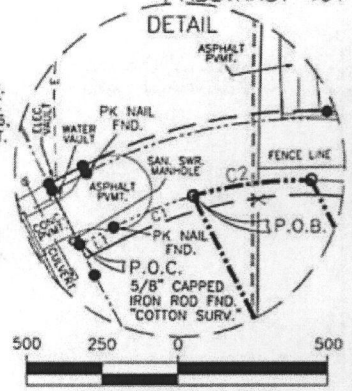 DETAIL
ASPHALT
PVMT.
ELEC.
VAULT
WATER
VAULT
PK NAIL
FND.
SAN. SWR.
MANHOLE
FENCE LINE
ASPHALT
PVMT.
C2
C1
CONC.
PVMT.
CULVERT
L1
PK NAIL
FND.
P.O.B.
P.O.C.
5/8" CAPPED
IRON ROD FND.
"COTTON SURV."
500 250 0 500